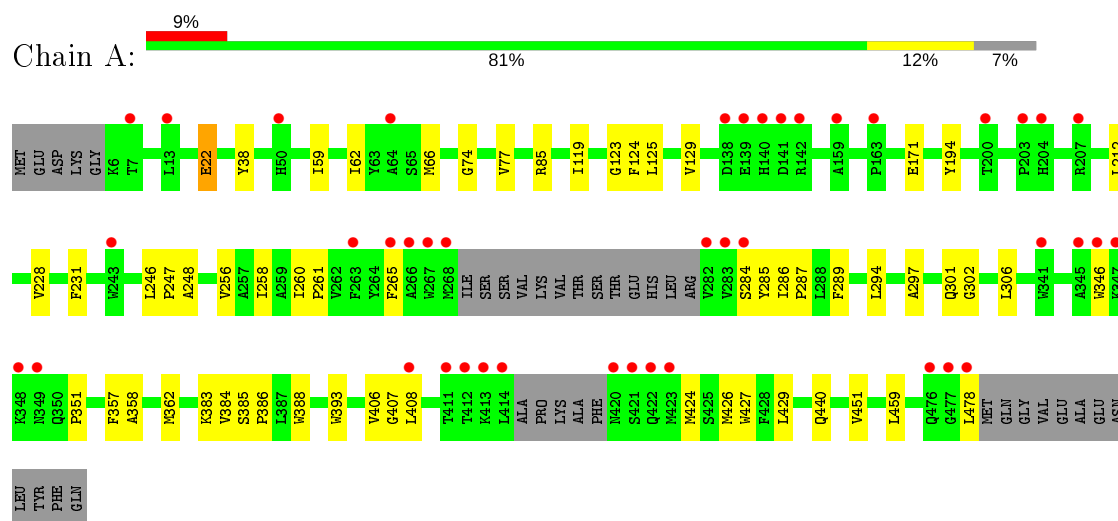 9%
Chain A:
81% 12% 7%
MET GLU ASP LYS GLY K6 T7 L13 E22 Y38 H50 I59 I62 Y63 A64 S65 M66 G74 V77 R85 I119 G123 F124 L125 V129 D138 E139 H140 D141 R142 A159 P163 E171 Y194 T200 P203 H204 R207 L212
V228 F231 W243 L246 P247 A248 V256 A257 I258 A259 I260 P261 V262 F263 Y264 F265 A266 W267 M268 ILE SER SER VAL LYS VAL THR SER THR GLU HIS LEU ARG V282 V283 S284 Y285 I286 P287 L288 F289 L294 A297 Q301 G302 L306 W341 A345 W346 K347
K348 N349 Q350 P351 F357 A358 M362 K383 V384 S385 P386 L387 W388 W393 V406 G407 L408 T411 T412 K413 L414 ALA PRO LYS ALA PHE N420 S421 Q422 M423 M424 S425 M426 W427 F428 L429 Q440 V451 L459 Q476 G477 L478 MET GLN GLY VAL GLU ALA GLU ASN
LEU TYR PHE GLN